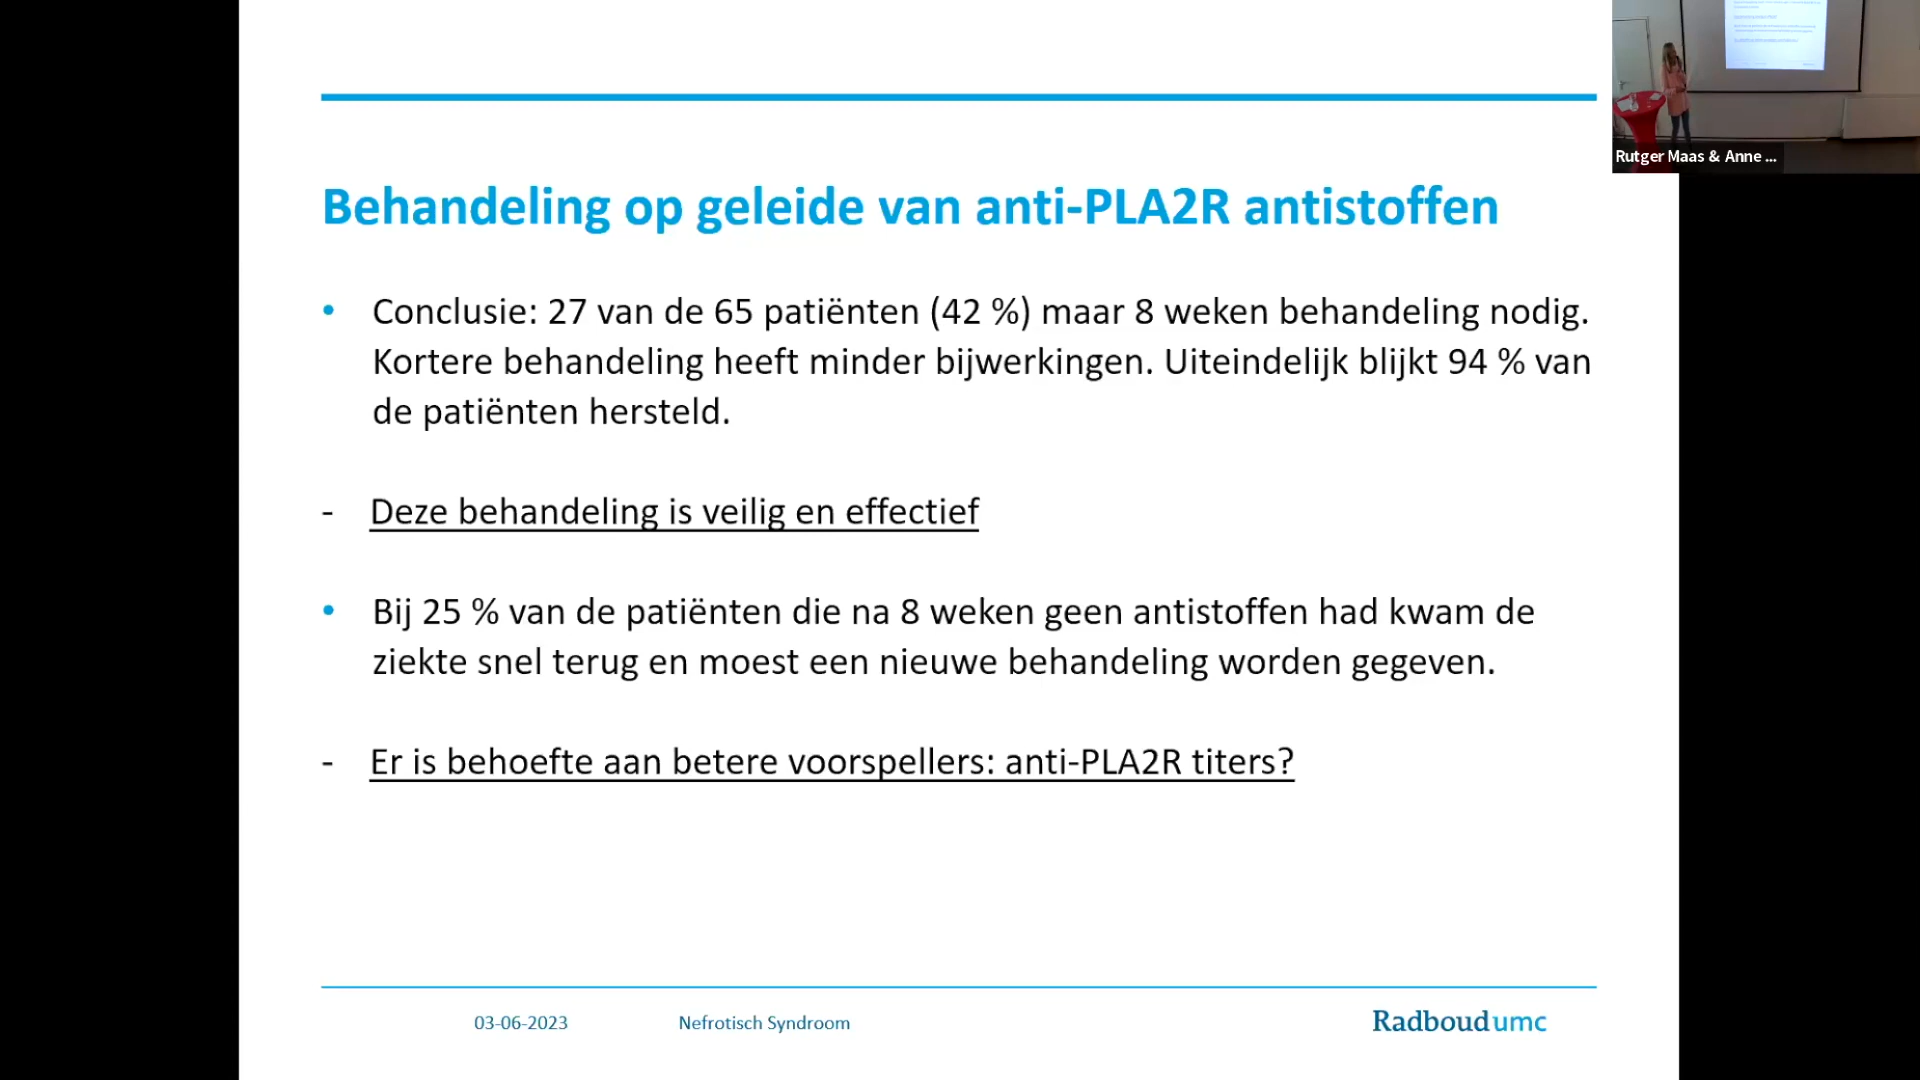 Rutger Maas & Anne ...
Behandeling op geleide van anti-PLA2R antistoffen
• Conclusie: 27 van de 65 patiënten (42 %) maar 8 weken behandeling nodig.
Kortere behandeling heeft minder bijwerkingen. Uiteindelijk blijkt 94 % van
de patiënten hersteld.
- Deze behandeling is veilig en effectief
• Bij 25 % van de patiënten die na 8 weken geen antistoffen had kwam de
ziekte snel terug en moest een nieuwe behandeling worden gegeven.
- Er is behoefte aan betere voorspellers: anti-PLA2R titers?
03-06-2023 Nefrotisch Syndroom Radboudumc